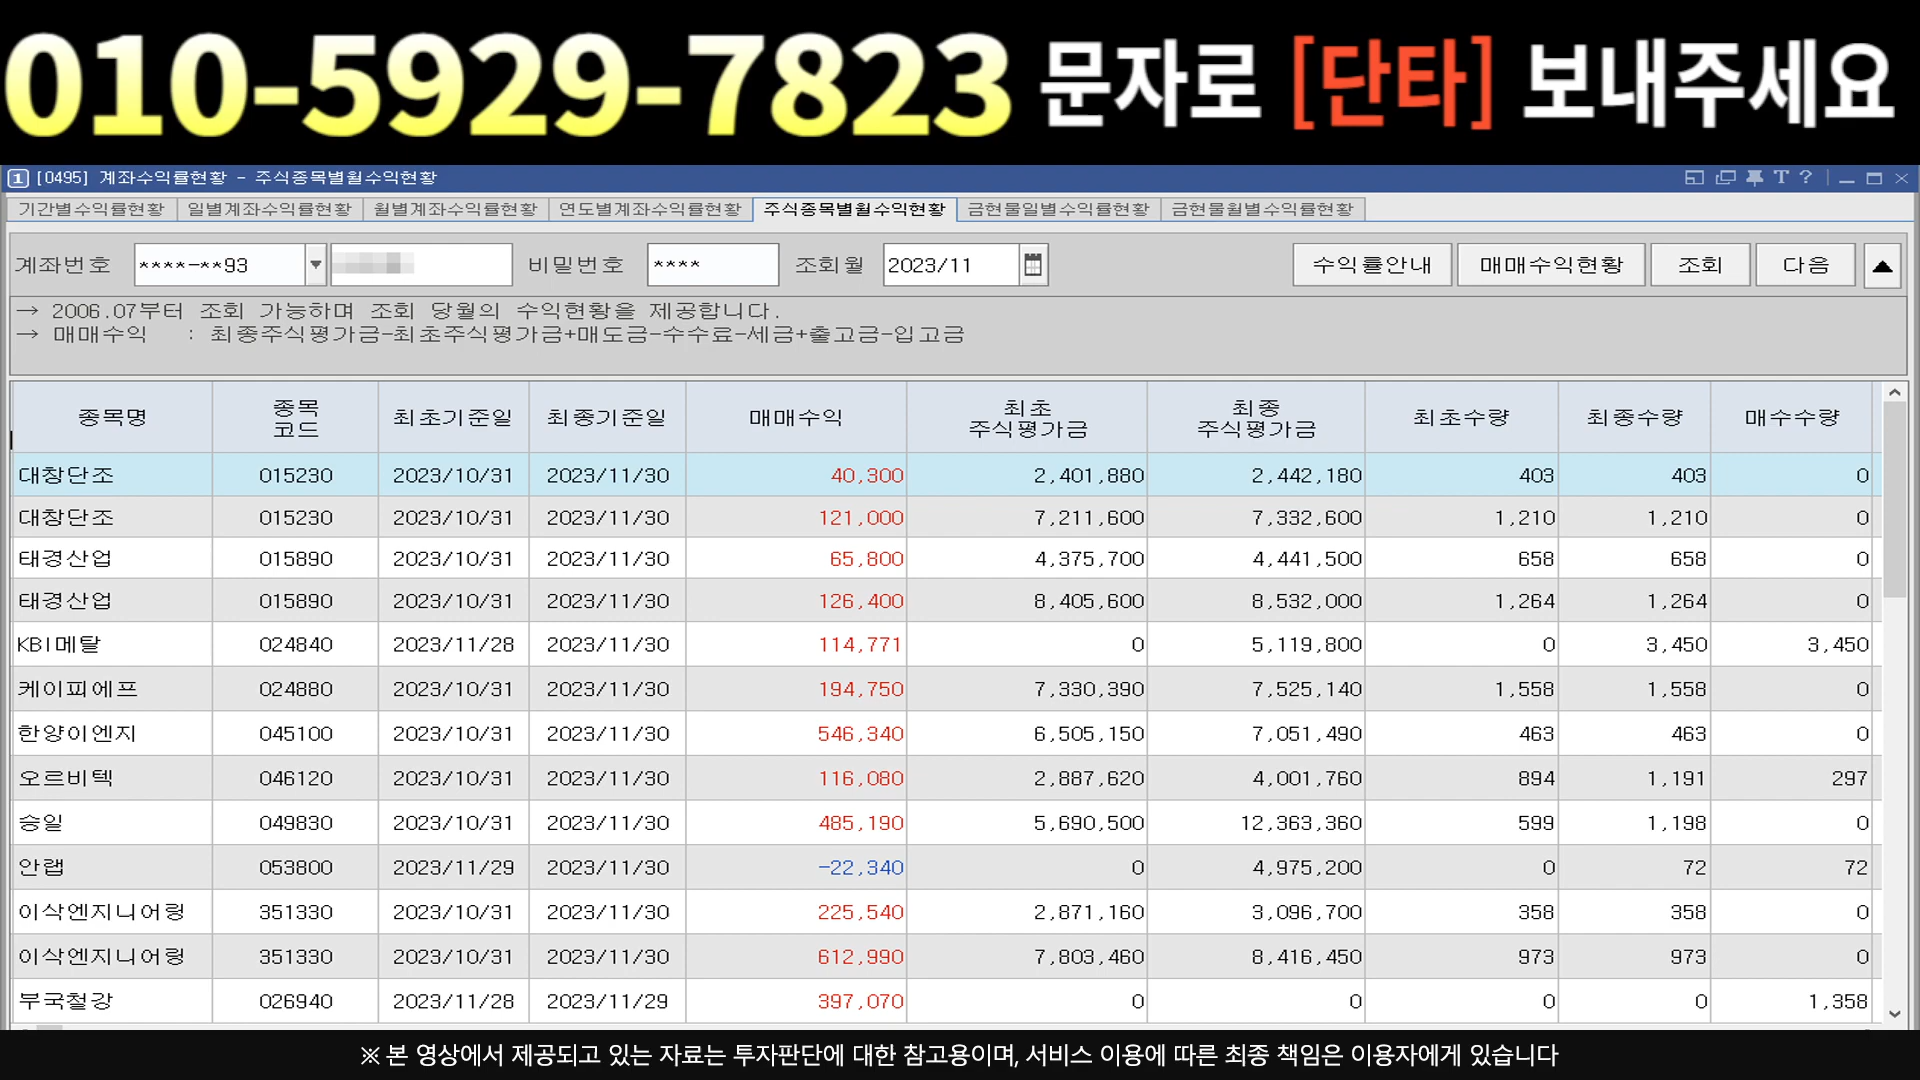 010-5929-7823 문자로 [단타] 보내주세요
1 [0495] 계좌수익률현황 - 주식종목별월수익현황
기간별수익률현황 일별계좌수익률현황 월별계좌수익률현황 연도별계좌수익률현황 주식종목별월수익현황 금현물일별수익률현황 금현물월별수익률현황
계좌번호 ****-**93 비밀번호 **** 조회월 2023/11 수익률안내 매매수익현황 조회 다음
→ 2006.07부터 조회 가능하며 조회 당월의 수익현황을 제공합니다.
→ 매매수익 : 최종주식평가금-최초주식평가금+매도금-수수료-세금+출고금-입고금
종목명 종목코드 최초기준일 최종기준일 매매수익 최초주식평가금 최종주식평가금 최초수량 최종수량 매수수량
대창단조 015230 2023/10/31 2023/11/30 40,300 2,401,880 2,442,180 403 403 0
대창단조 015230 2023/10/31 2023/11/30 121,000 7,211,600 7,332,600 1,210 1,210 0
태경산업 015890 2023/10/31 2023/11/30 65,800 4,375,700 4,441,500 658 658 0
태경산업 015890 2023/10/31 2023/11/30 126,400 8,405,600 8,532,000 1,264 1,264 0
KBI메탈 024840 2023/11/28 2023/11/30 114,771 0 5,119,800 0 3,450 3,450
케이피에프 024880 2023/10/31 2023/11/30 194,750 7,330,390 7,525,140 1,558 1,558 0
한양이엔지 045100 2023/10/31 2023/11/30 546,340 6,505,150 7,051,490 463 463 0
오르비텍 046120 2023/10/31 2023/11/30 116,080 2,887,620 4,001,760 894 1,191 297
승일 049830 2023/10/31 2023/11/30 485,190 5,690,500 12,363,360 599 1,198 0
안랩 053800 2023/11/29 2023/11/30 -22,340 0 4,975,200 0 72 72
이삭엔지니어링 351330 2023/10/31 2023/11/30 225,540 2,871,160 3,096,700 358 358 0
이삭엔지니어링 351330 2023/10/31 2023/11/30 612,990 7,803,460 8,416,450 973 973 0
부국철강 026940 2023/11/28 2023/11/29 397,070 0 0 0 0 1,358
※ 본 영상에서 제공되고 있는 자료는 투자판단에 대한 참고용이며, 서비스 이용에 따른 최종 책임은 이용자에게 있습니다